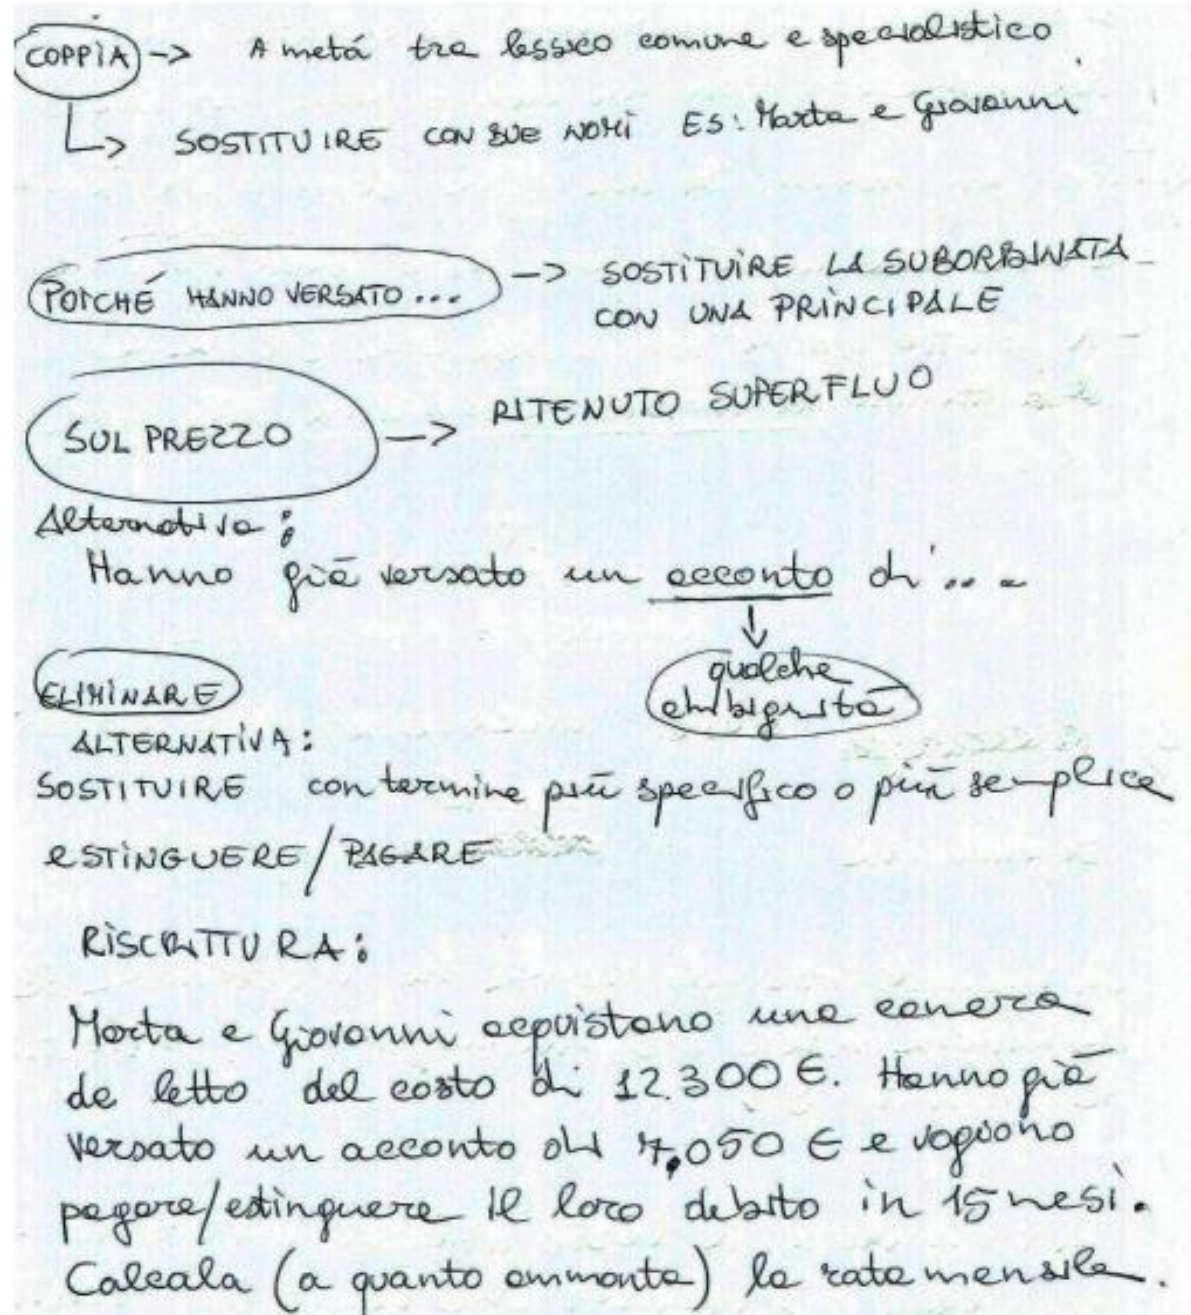 COPPIA -> A metá tra lessico comune e specialistico
↳ SOSTITUIRE CON DUE NOMI ES: Marta e Giovanni
POICHÉ HANNO VERSATO... -> SOSTITUIRE LA SUBORDINATA
CON UNA PRINCIPALE
SUL PREZZO -> RITENUTO SUPERFLUO
Alternativa:
Hanno già versato un acconto di ...
↓
qualche
ambiguità
ELIMINARE
ALTERNATIVA:
SOSTITUIRE con termine più specifico o più semplice
ESTINGUERE/PAGARE
RISCRITTURA:
Marta e Giovanni acquistano una camera
da letto del costo di 12.300 €. Hanno già
versato un acconto di 7.050 € e vogliono
pagare/estinguere il loro debito in 15 mesi.
Calcola (a quanto ammonta) la rata mensile.